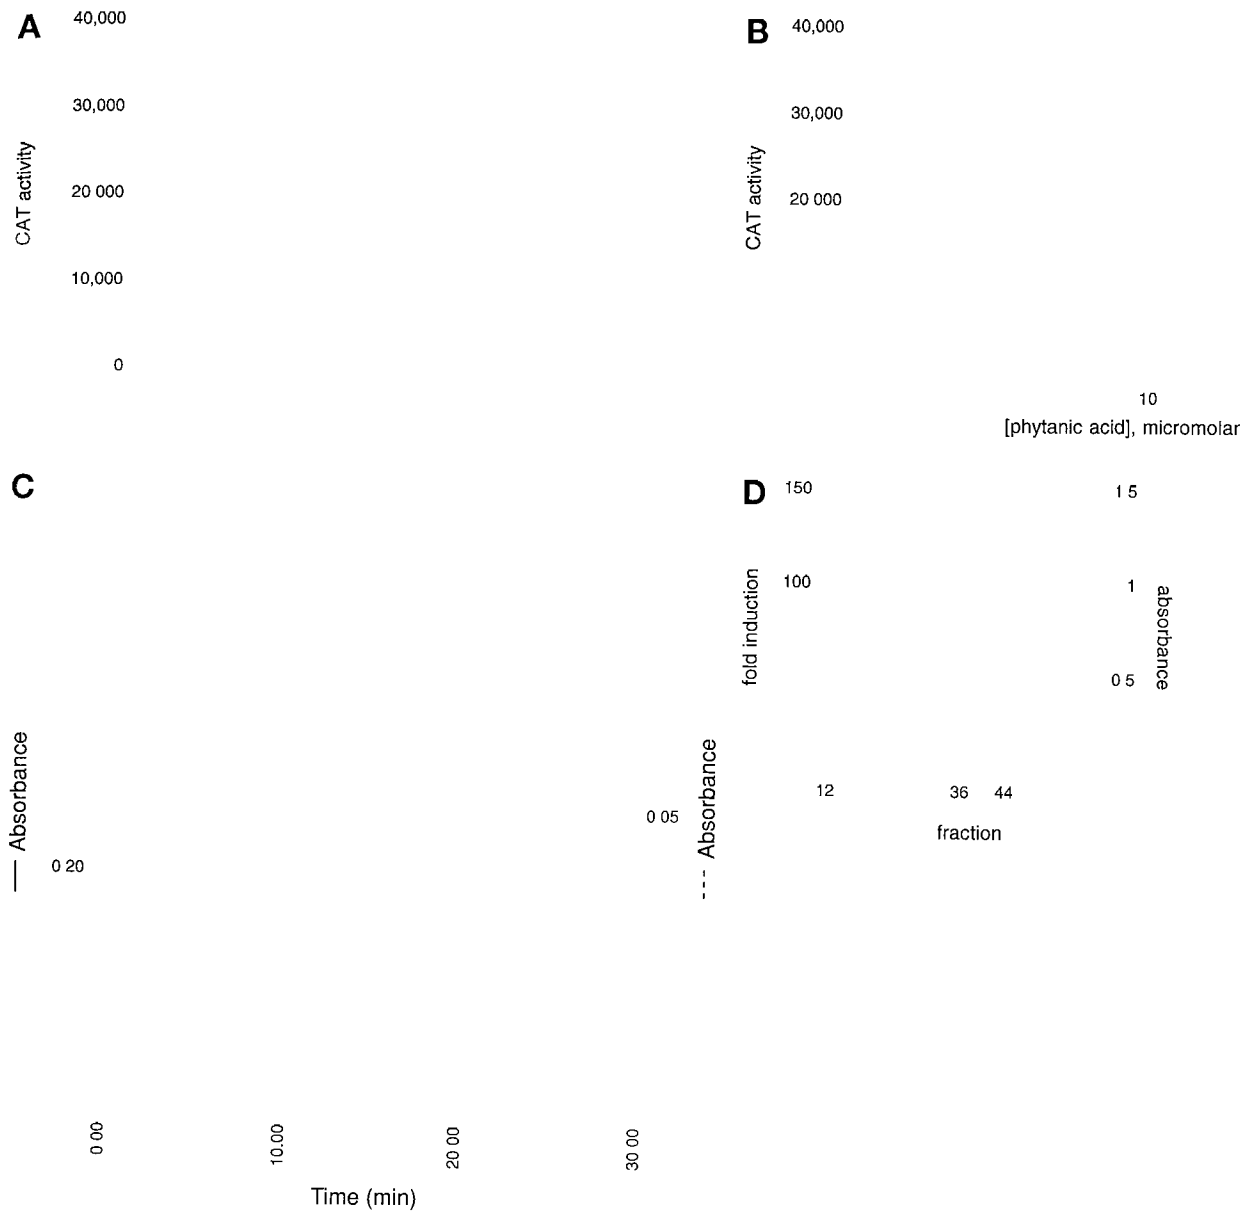 A
40,000
30,000
20 000
10,000
0
CAT activity
B
40,000
30,000
20 000
CAT activity
10
[phytanic acid], micromolar
C
Absorbance
0 20
0 05
Absorbance
0 00
10.00
20 00
30 00
Time (min)
D
150
100
fold induction
1 5
1
0 5
absorbance
12
36
44
fraction